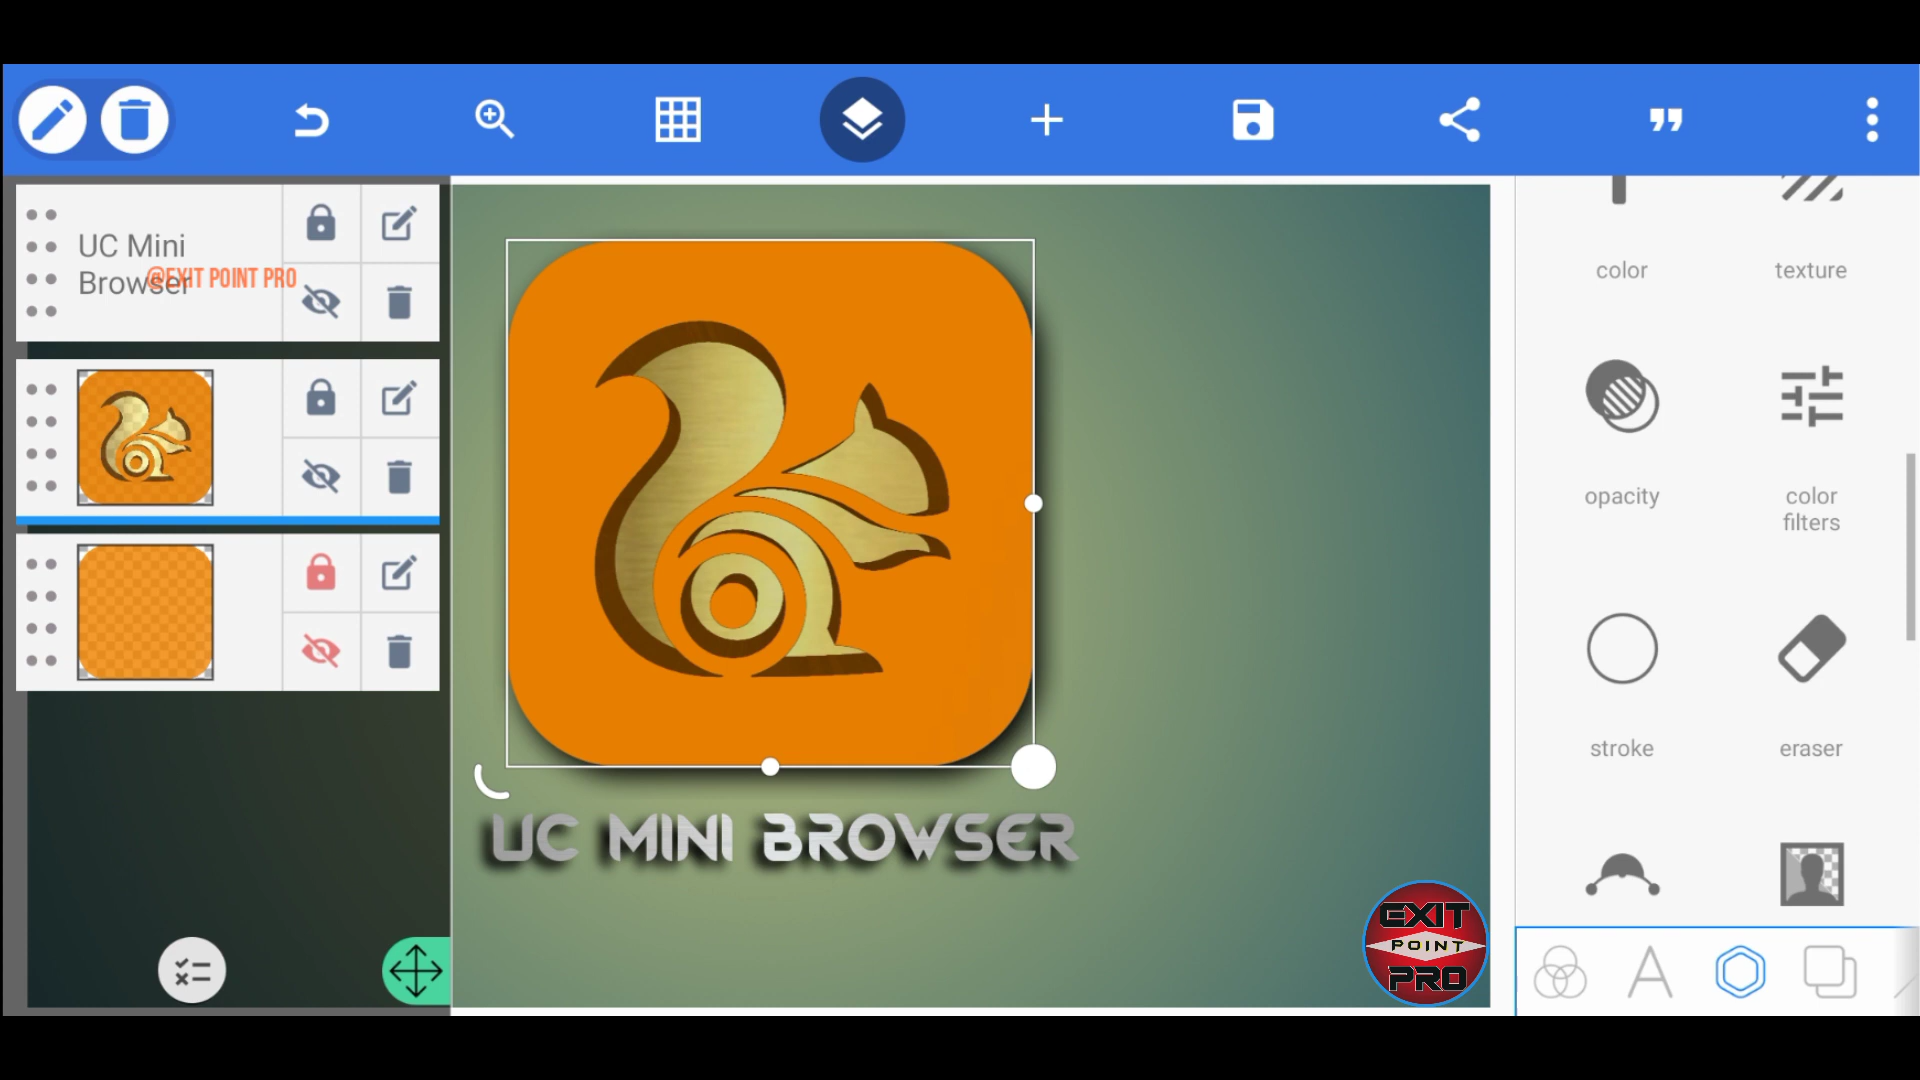 UC Mini
Browser
@EXIT POINT PRO
color
texture
opacity
color
filters
stroke
eraser
UC MINI BROWSER
EXIT
POINT
PRO